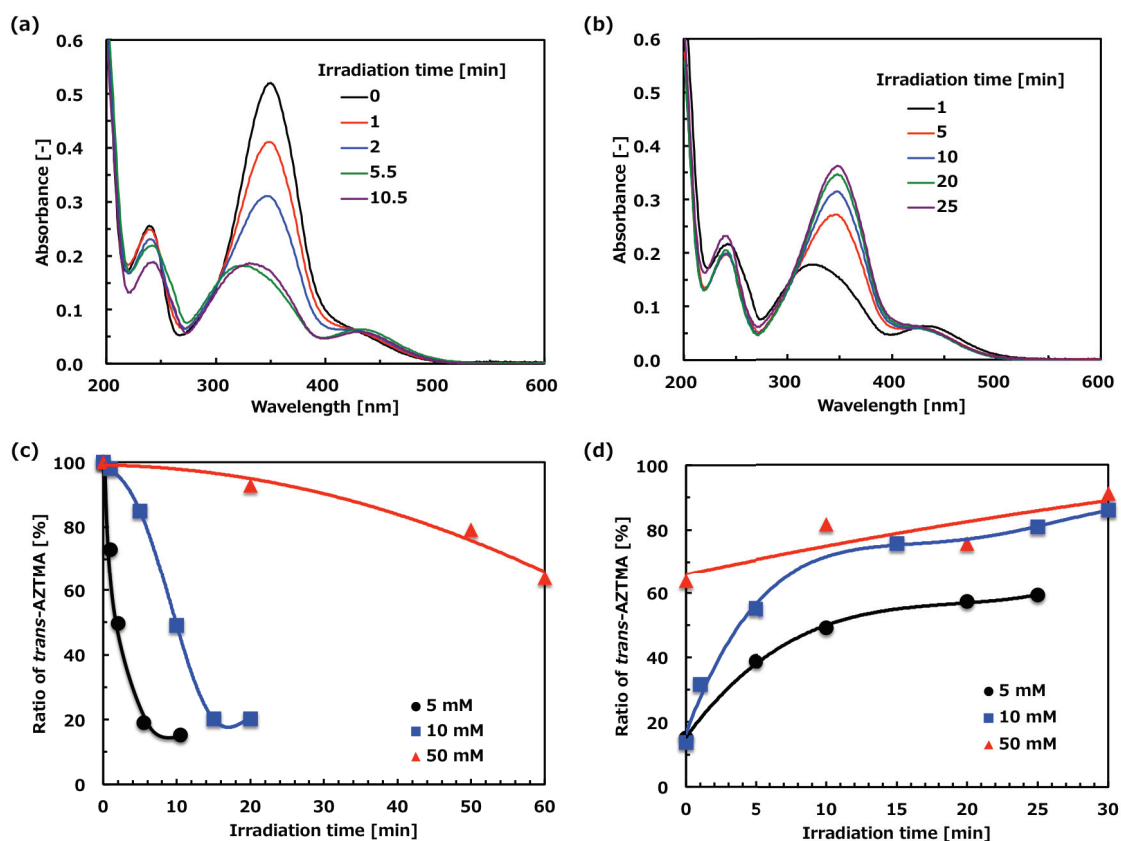 (a)
0.6
0.5
0.4
0.3
0.2
0.1
0.0
Absorbance [-]
Irradiation time [min]
0
1
2
5.5
10.5
200 300 400 500 600
Wavelength [nm]
(b)
0.6
0.5
0.4
0.3
0.2
0.1
0.0
Absorbance [-]
Irradiation time [min]
1
5
10
20
25
200 300 400 500 600
Wavelength [nm]
(c)
100
80
60
40
20
0
Ratio of trans-AZTMA [%]
5 mM
10 mM
50 mM
0 10 20 30 40 50 60
Irradiation time [min]
(d)
100
80
60
40
20
0
Ratio of trans-AZTMA [%]
5 mM
10 mM
50 mM
0 5 10 15 20 25 30
Irradiation time [min]